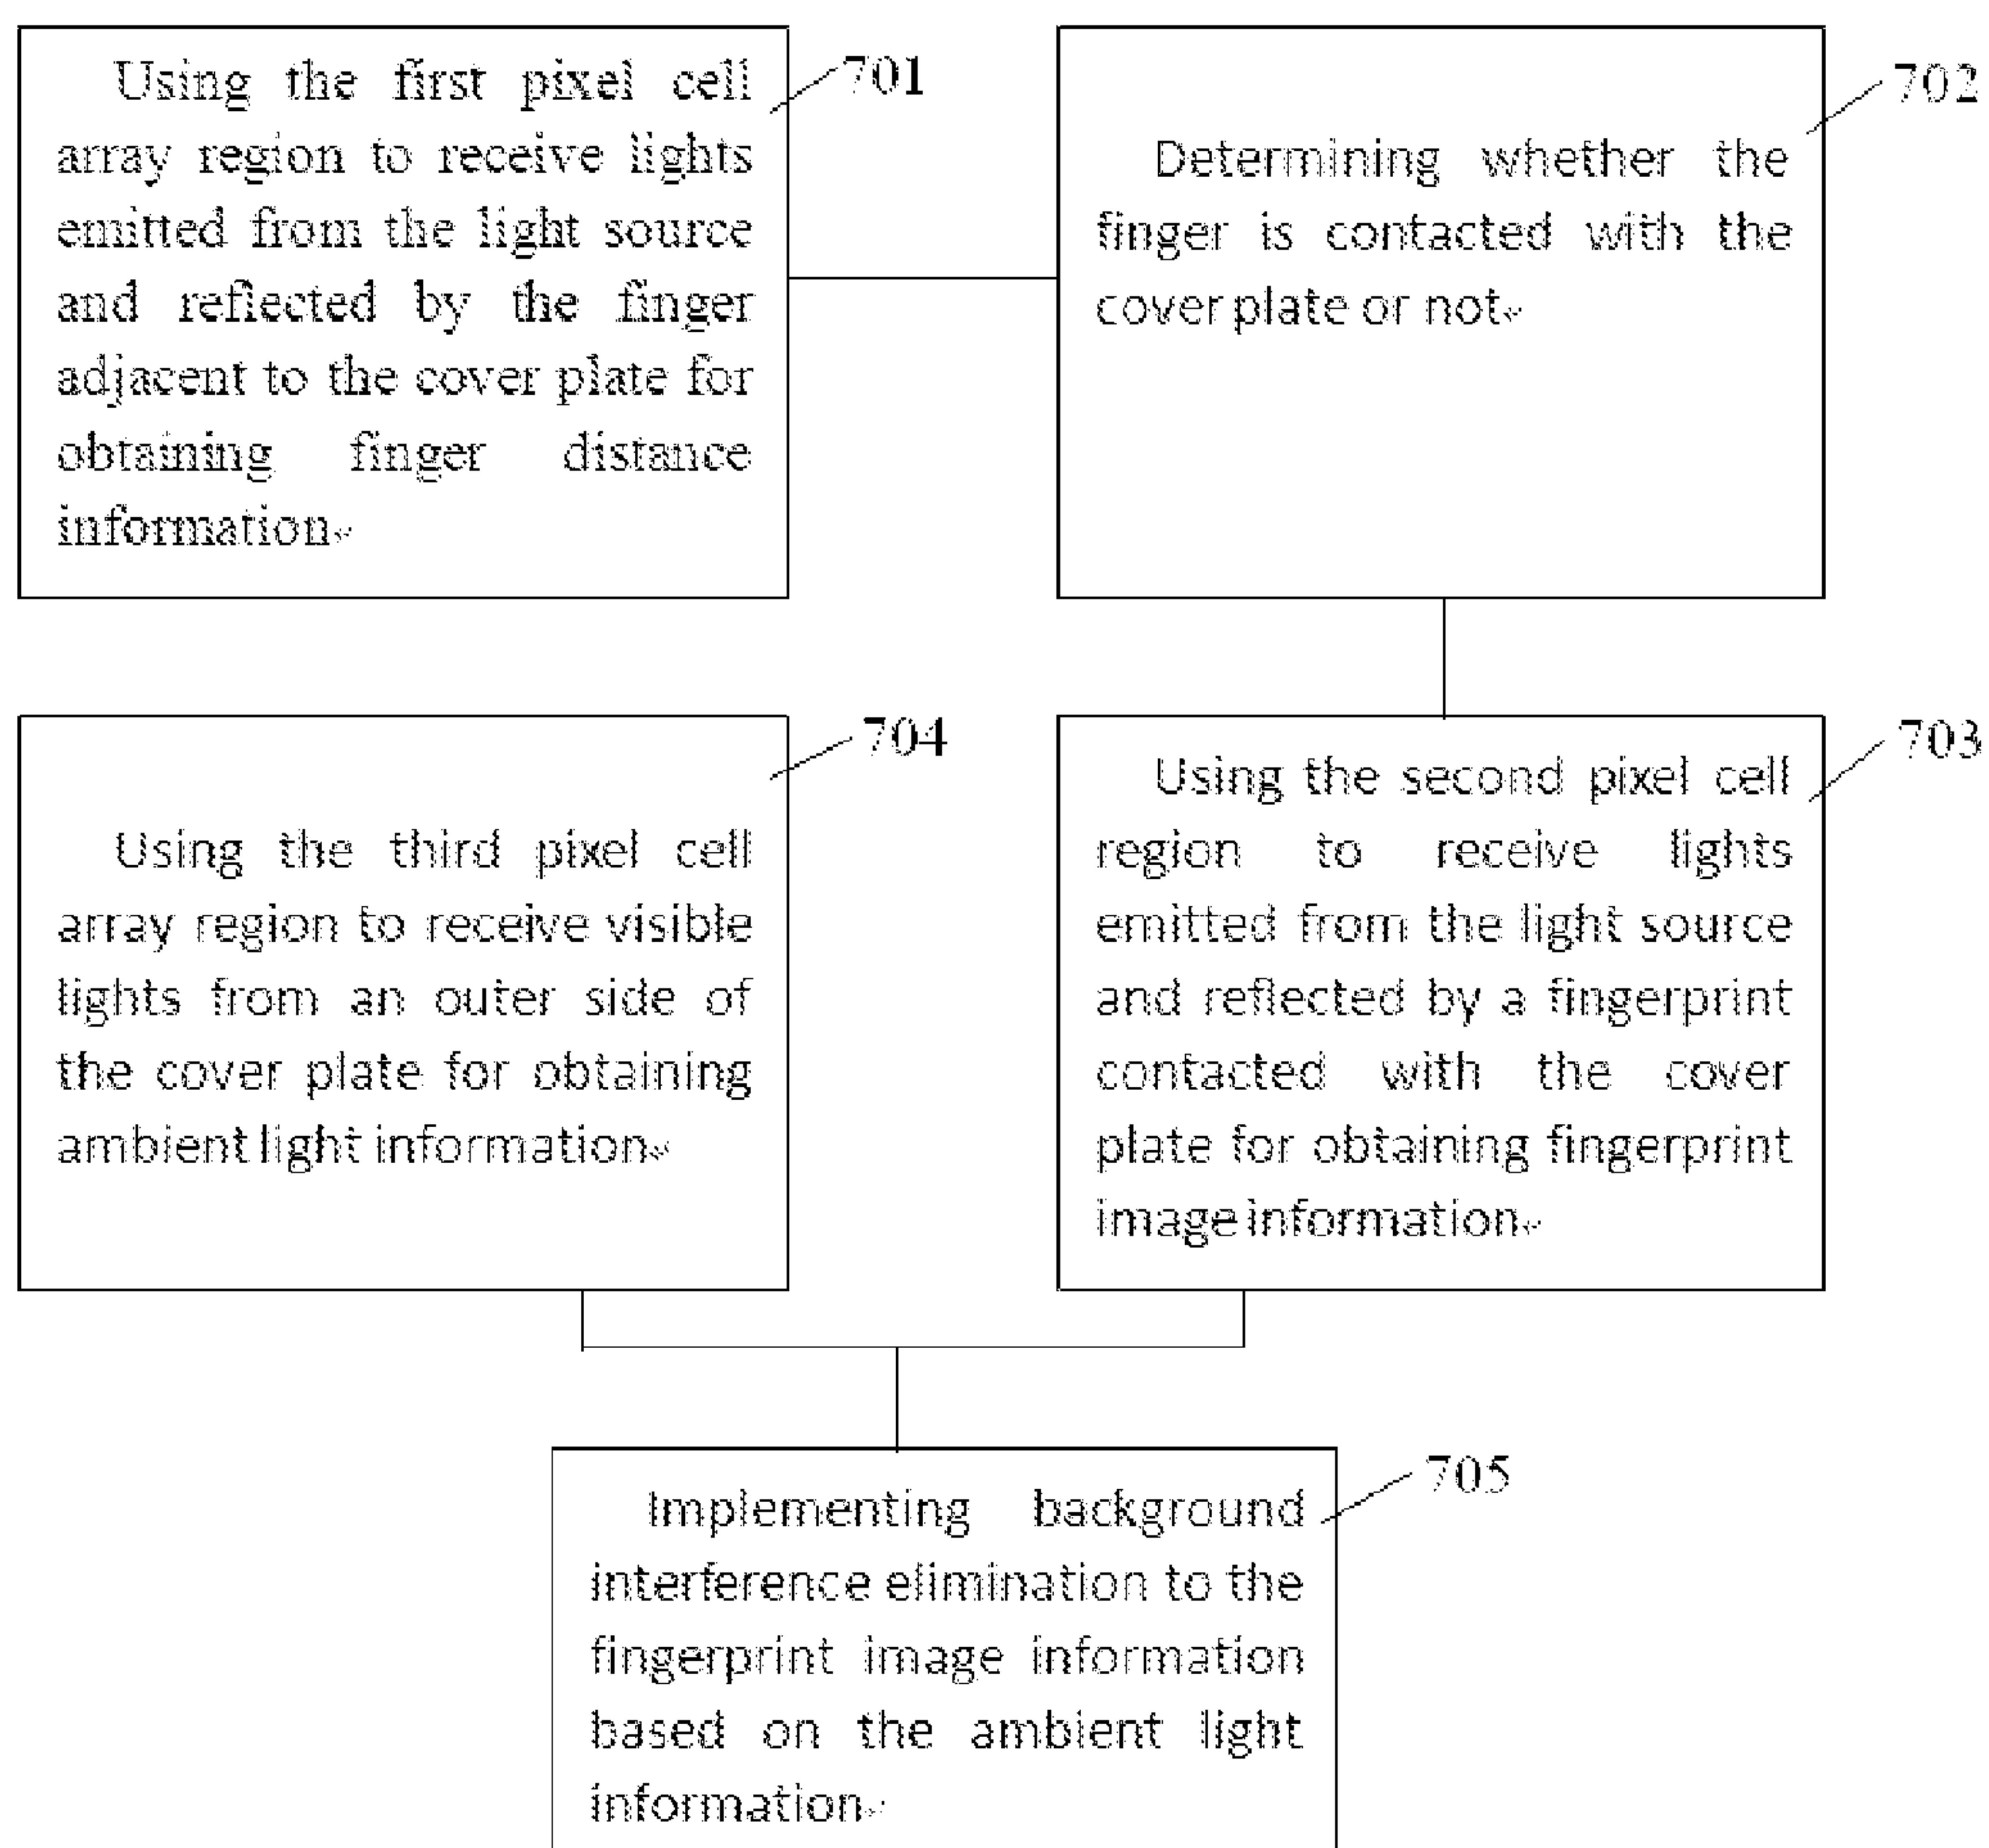 Using the first pixel cell
array region to receive lights
emitted from the light source
and reflected by the finger
adjacent to the cover plate for
obtaining finger distance
information
701
Determining whether the
finger is contacted with the
cover plate or not
702
Using the third pixel cell
array region to receive visible
lights from an outer side of
the cover plate for obtaining
ambient light information
704
Using the second pixel cell
region to receive lights
emitted from the light source
and reflected by a fingerprint
contacted with the cover
plate for obtaining fingerprint
image information
703
Implementing background
interference elimination to the
fingerprint image information
based on the ambient light
information
705